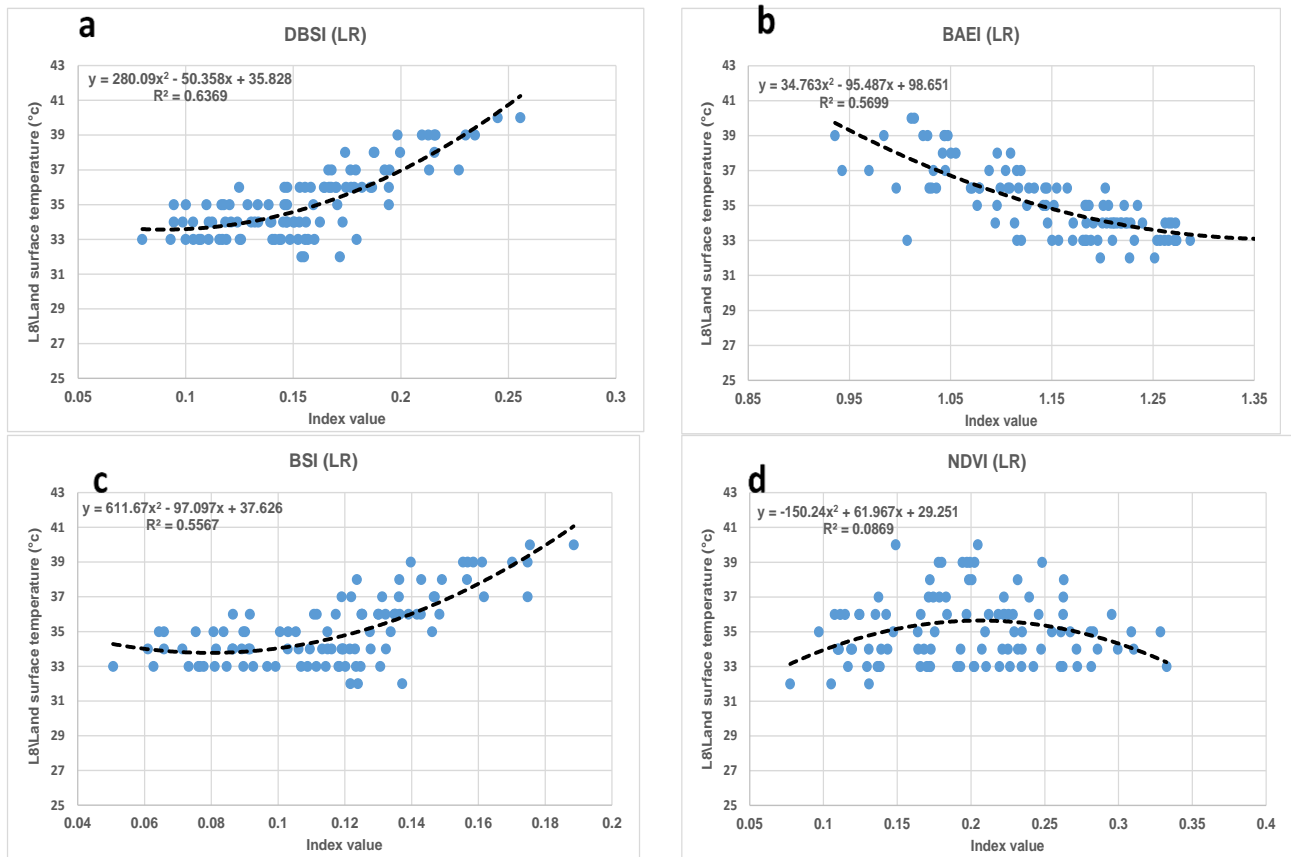 a
DBSI (LR)
y = 280.09x² - 50.358x + 35.828
R² = 0.6369
43
41
39
37
35
33
31
29
27
25
L8\Land surface temperature (°c)
0.05 0.1 0.15 0.2 0.25 0.3
Index value
b
BAEI (LR)
y = 34.763x² - 95.487x + 98.651
R² = 0.5699
43
41
39
37
35
33
31
29
27
25
L8\Land surface temperature (°c)
0.85 0.95 1.05 1.15 1.25 1.35
Index value
c
BSI (LR)
y = 611.67x² - 97.097x + 37.626
R² = 0.5567
43
41
39
37
35
33
31
29
27
25
L8\Land surface temperature (°c)
0.04 0.06 0.08 0.1 0.12 0.14 0.16 0.18 0.2
Index value
d
NDVI (LR)
y = -150.24x² + 61.967x + 29.251
R² = 0.0869
43
41
39
37
35
33
31
29
27
25
L8\Land surface temperature (°c)
0.05 0.1 0.15 0.2 0.25 0.3 0.35 0.4
Index value